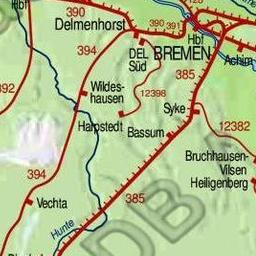 Hbf
390
Delmenhorst
390
391
394
DEL
Süd
BREMEN
Hbf
Achim
385
392
Wildes-
hausen
12398
Syke
Harpstedt
Bassum
12382
Bruchhausen-
Vilsen
Heiligenberg
394
Vechta
385
Hunte
DB